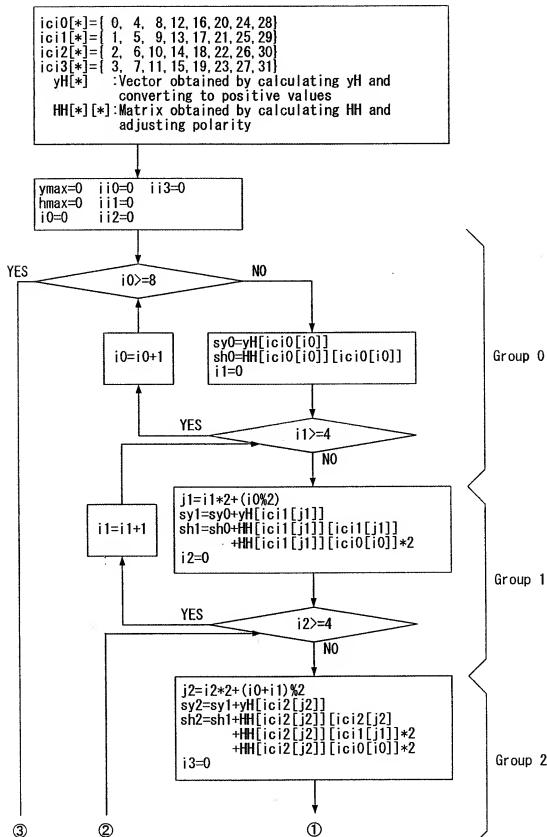 ici0[*]={ 0, 4, 8,12,16,20,24,28}
ici1[*]={ 1, 5, 9,13,17,21,25,29}
ici2[*]={ 2, 6,10,14,18,22,26,30}
ici3[*]={ 3, 7,11,15,19,23,27,31}
yH[*] :Vector obtained by calculating yH and
converting to positive values
HH[*][*]:Matrix obtained by calculating HH and
adjusting polarity
ymax=0 ii0=0 ii3=0
hmax=0 ii1=0
i0=0 ii2=0
YES
i0>=8
NO
i0=i0+1
sy0=yH[ici0[i0]]
sh0=HH[ici0[i0]][ici0[i0]]
i1=0
Group 0
YES
i1>=4
NO
i1=i1+1
j1=i1*2+(i0%2)
sy1=sy0+yH[ici1[j1]]
sh1=sh0+HH[ici1[j1]][ici1[j1]]
+HH[ici1[j1]][ici0[i0]]*2
i2=0
Group 1
YES
i2>=4
NO
j2=i2*2+(i0+i1)%2
sy2=sy1+yH[ici2[j2]]
sh2=sh1+HH[ici2[j2]][ici2[j2]
+HH[ici2[j2]][ici1[j1]]*2
+HH[ici2[j2]][ici0[i0]]*2
i3=0
Group 2
③ ② ①